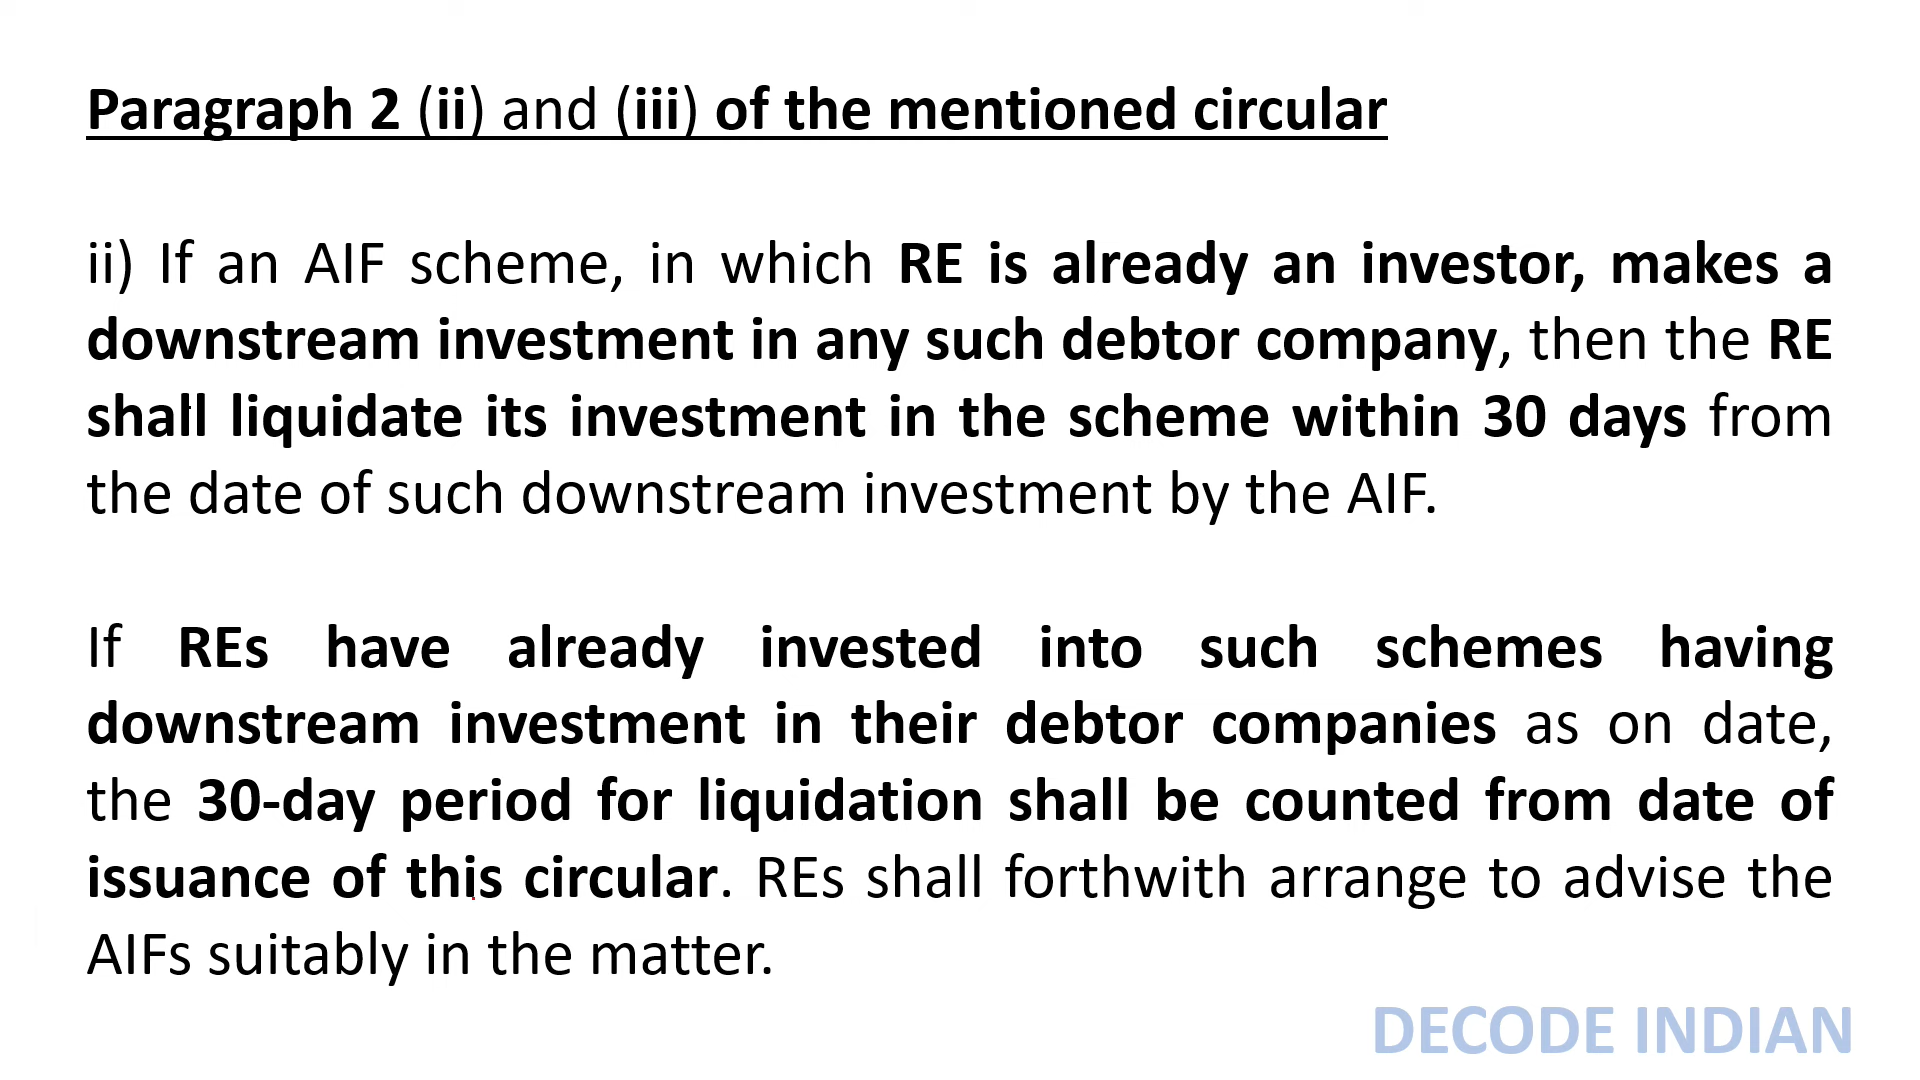 Paragraph 2 (ii) and (iii) of the mentioned circular
ii) If an AIF scheme, in which RE is already an investor, makes a
downstream investment in any such debtor company, then the RE
shall liquidate its investment in the scheme within 30 days from
the date of such downstream investment by the AIF.
If REs have already invested into such schemes having
downstream investment in their debtor companies as on date,
the 30-day period for liquidation shall be counted from date of
issuance of this circular. REs shall forthwith arrange to advise the
AIFs suitably in the matter.
DECODE INDIAN